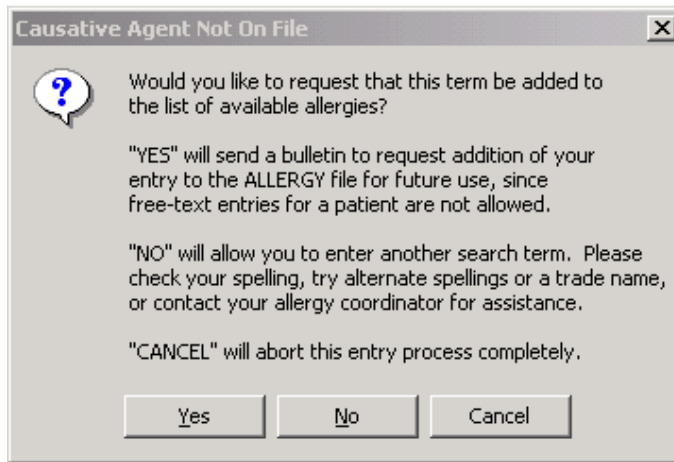 Causative Agent Not On File
Would you like to request that this term be added to
the list of available allergies?
"YES" will send a bulletin to request addition of your
entry to the ALLERGY file for future use, since
free-text entries for a patient are not allowed.
"NO" will allow you to enter another search term.  Please
check your spelling, try alternate spellings or a trade name,
or contact your allergy coordinator for assistance.
"CANCEL" will abort this entry process completely.
Yes No Cancel